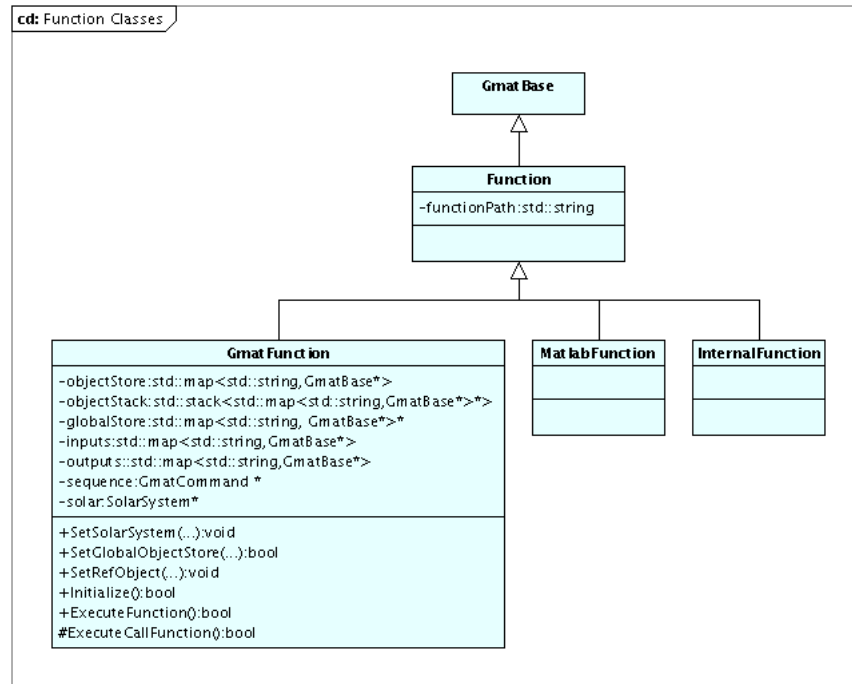 cd: Function Classes
GmatBase
Function
-functionPath:std::string
GmatFunction
-objectStore:std::map<std::string,GmatBase*>
-objectStack:std::stack<std::map<std::string,GmatBase*>*>
-globalStore:std::map<std::string, GmatBase*>*
-inputs:std::map<std::string,GmatBase*>
-outputs::std::map<std::string,GmatBase*>
-sequence:GmatCommand *
-solar:SolarSystem*
+SetSolarSystem(...):void
+SetGlobalObjectStore(...):bool
+SetRefObject(...):void
+Initialize():bool
+ExecuteFunction():bool
#ExecuteCallFunction():bool
MatlabFunction
InternalFunction